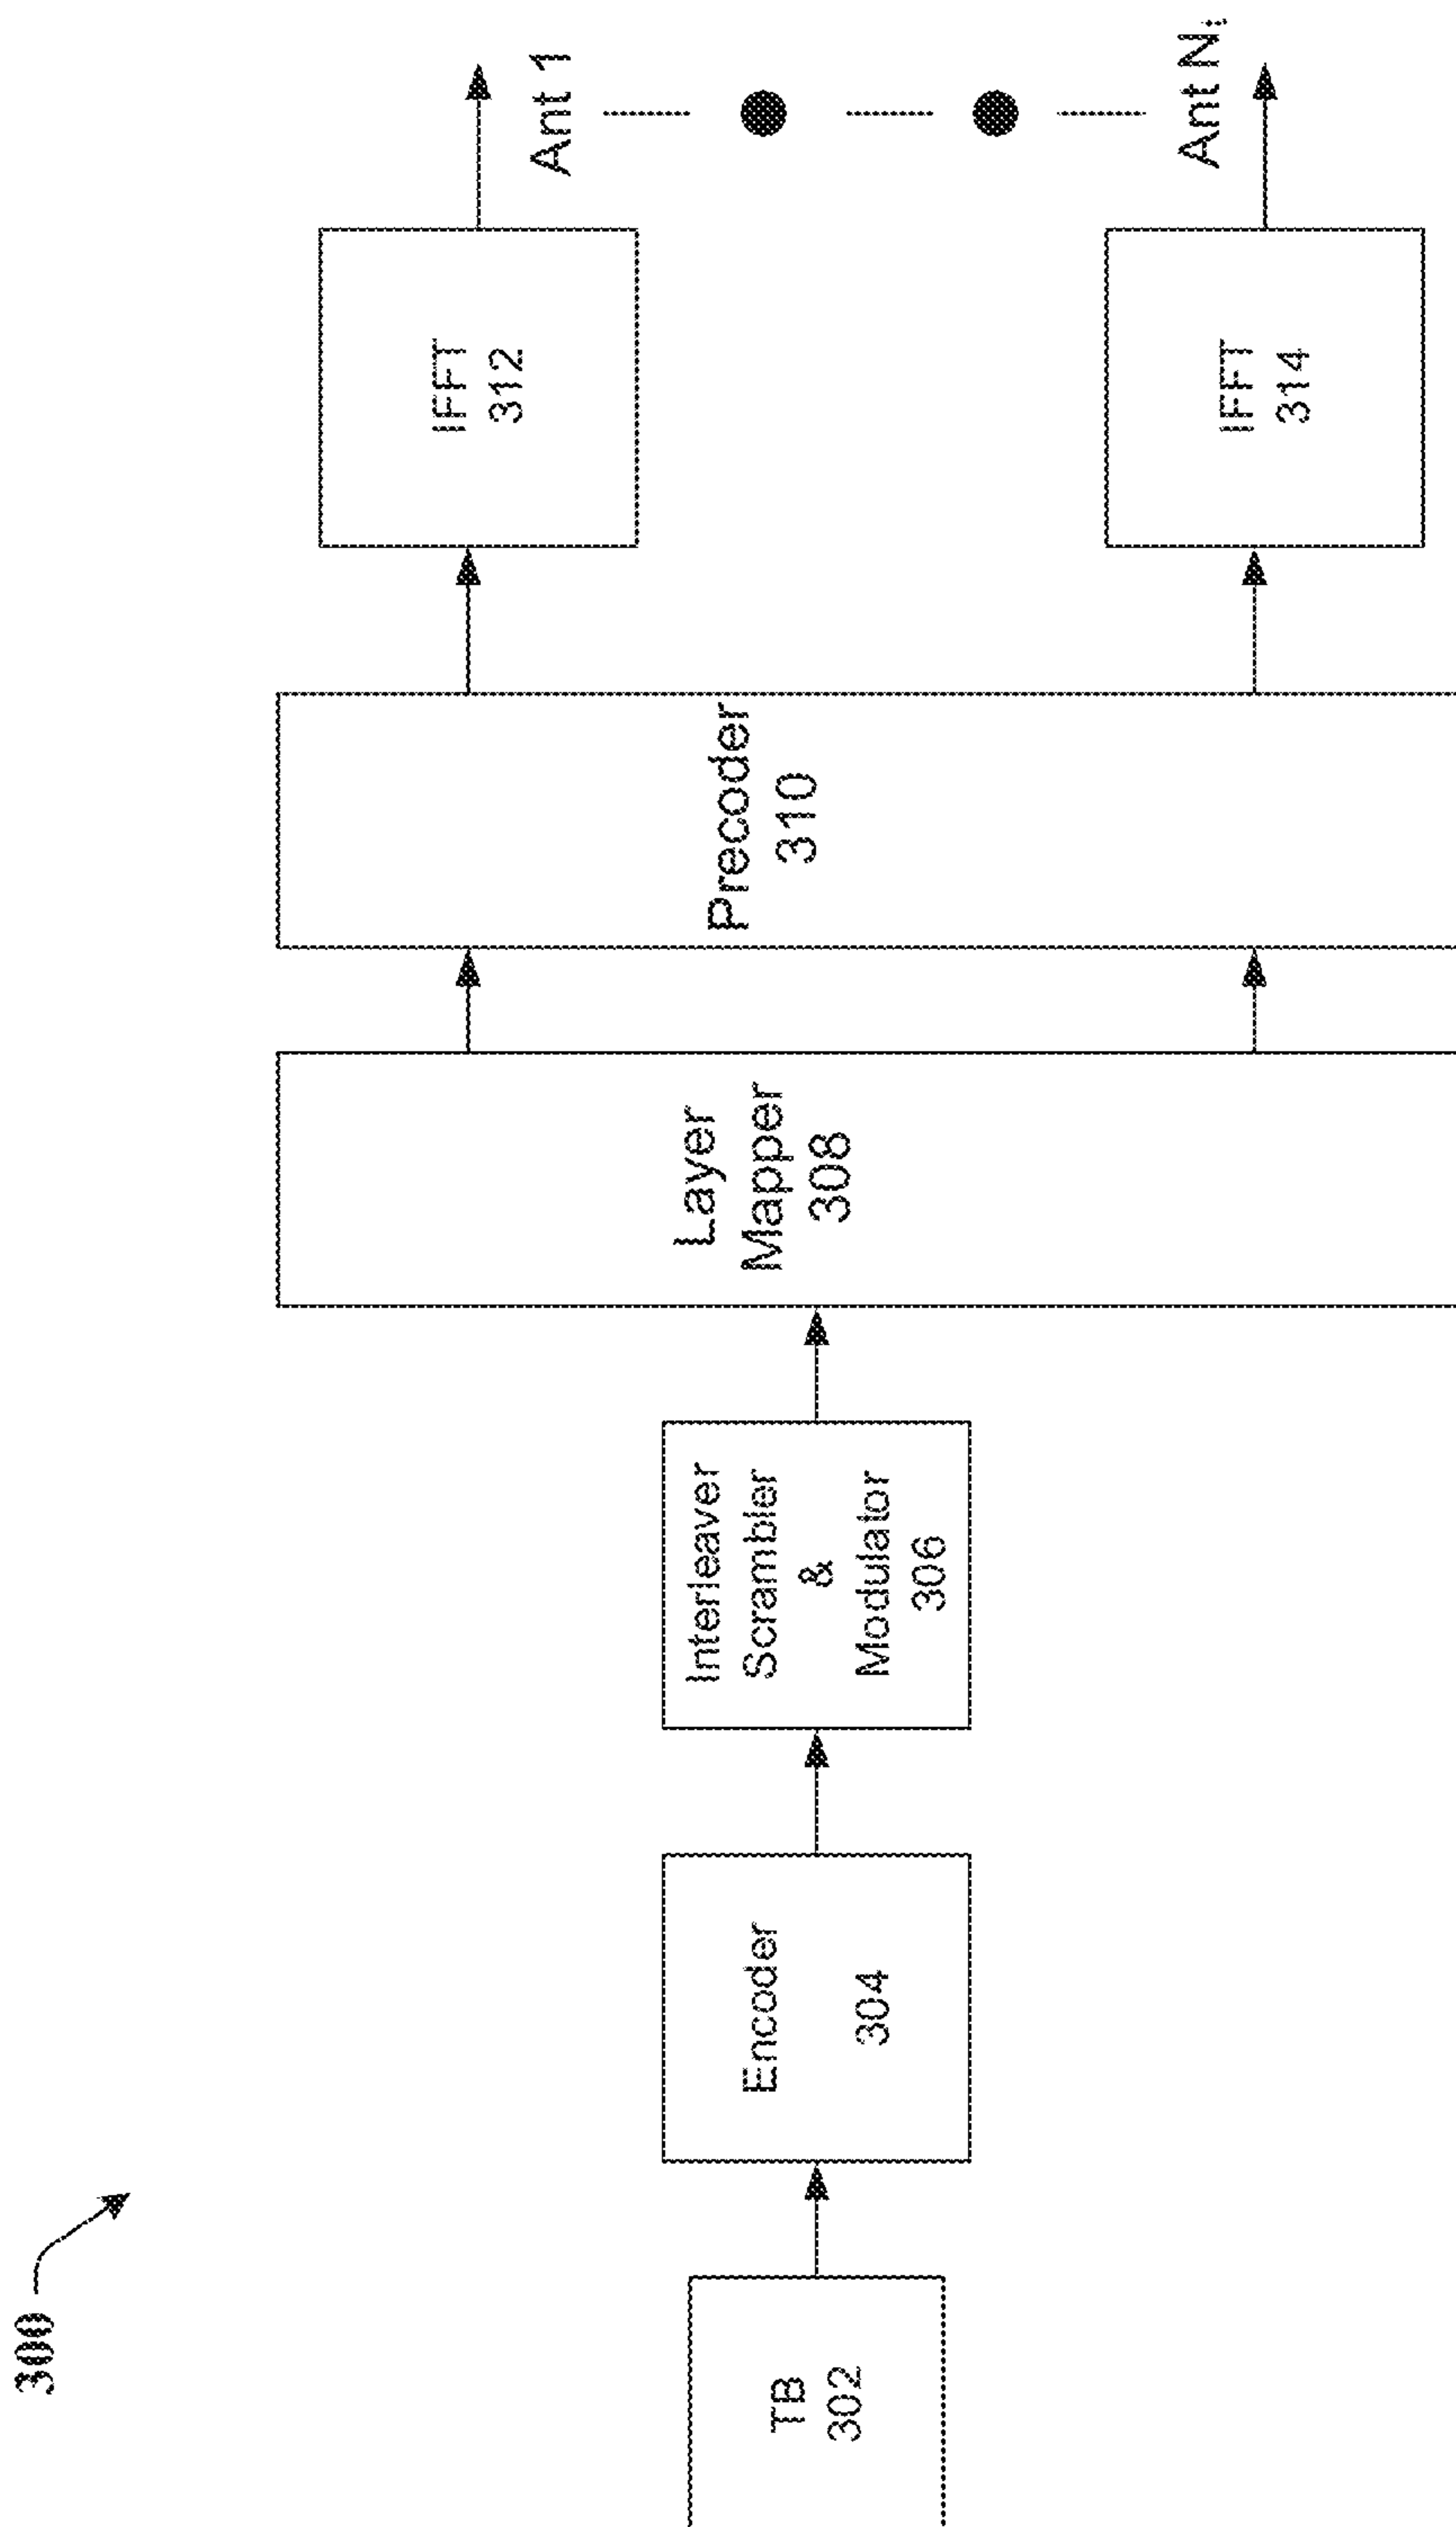 300
TB
302
Encoder
304
Interleaver
Scrambler
&
Modulator
306
Layer
Mapper
308
Precoder
310
IFFT
312
Ant 1
IFFT
314
Ant Nt